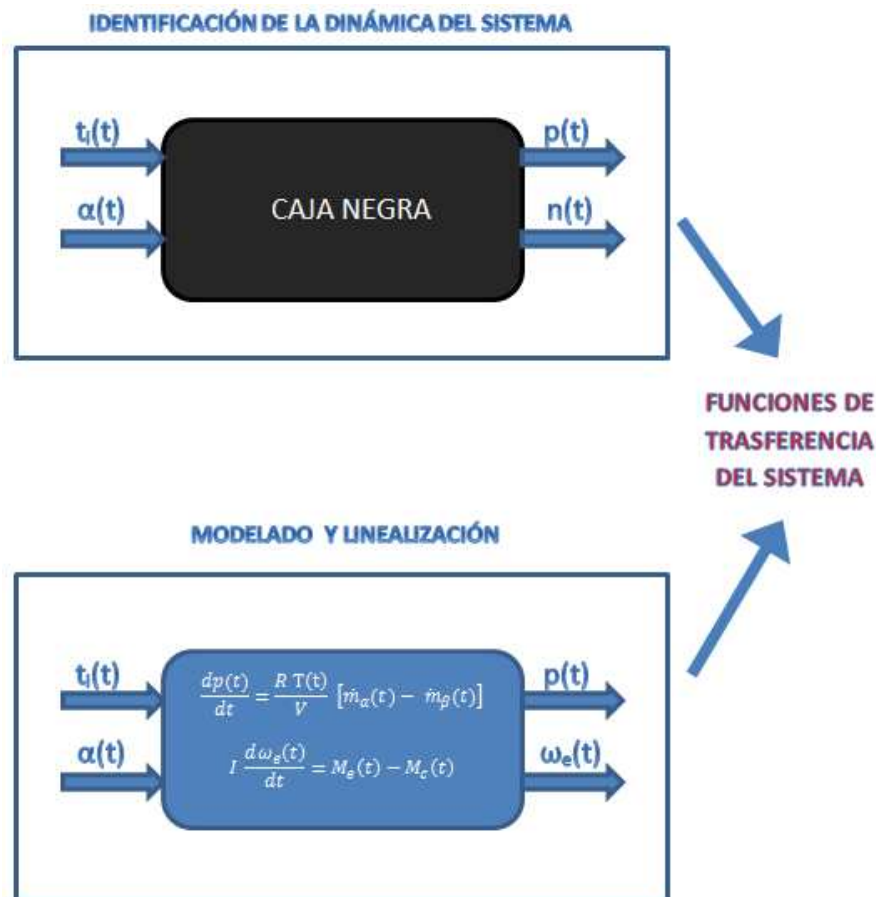 IDENTIFICACIÓN DE LA DINÁMICA DEL SISTEMA
tᵢ(t)
α(t)
CAJA NEGRA
p(t)
n(t)
FUNCIONES DE
TRASFERENCIA
DEL SISTEMA
MODELADO Y LINEALIZACIÓN
tᵢ(t)
α(t)
dp(t)/dt = R T(t)/V [ṁα(t) − ṁβ(t)]
I dωₑ(t)/dt = Mₑ(t) − M꜀(t)
p(t)
ωₑ(t)